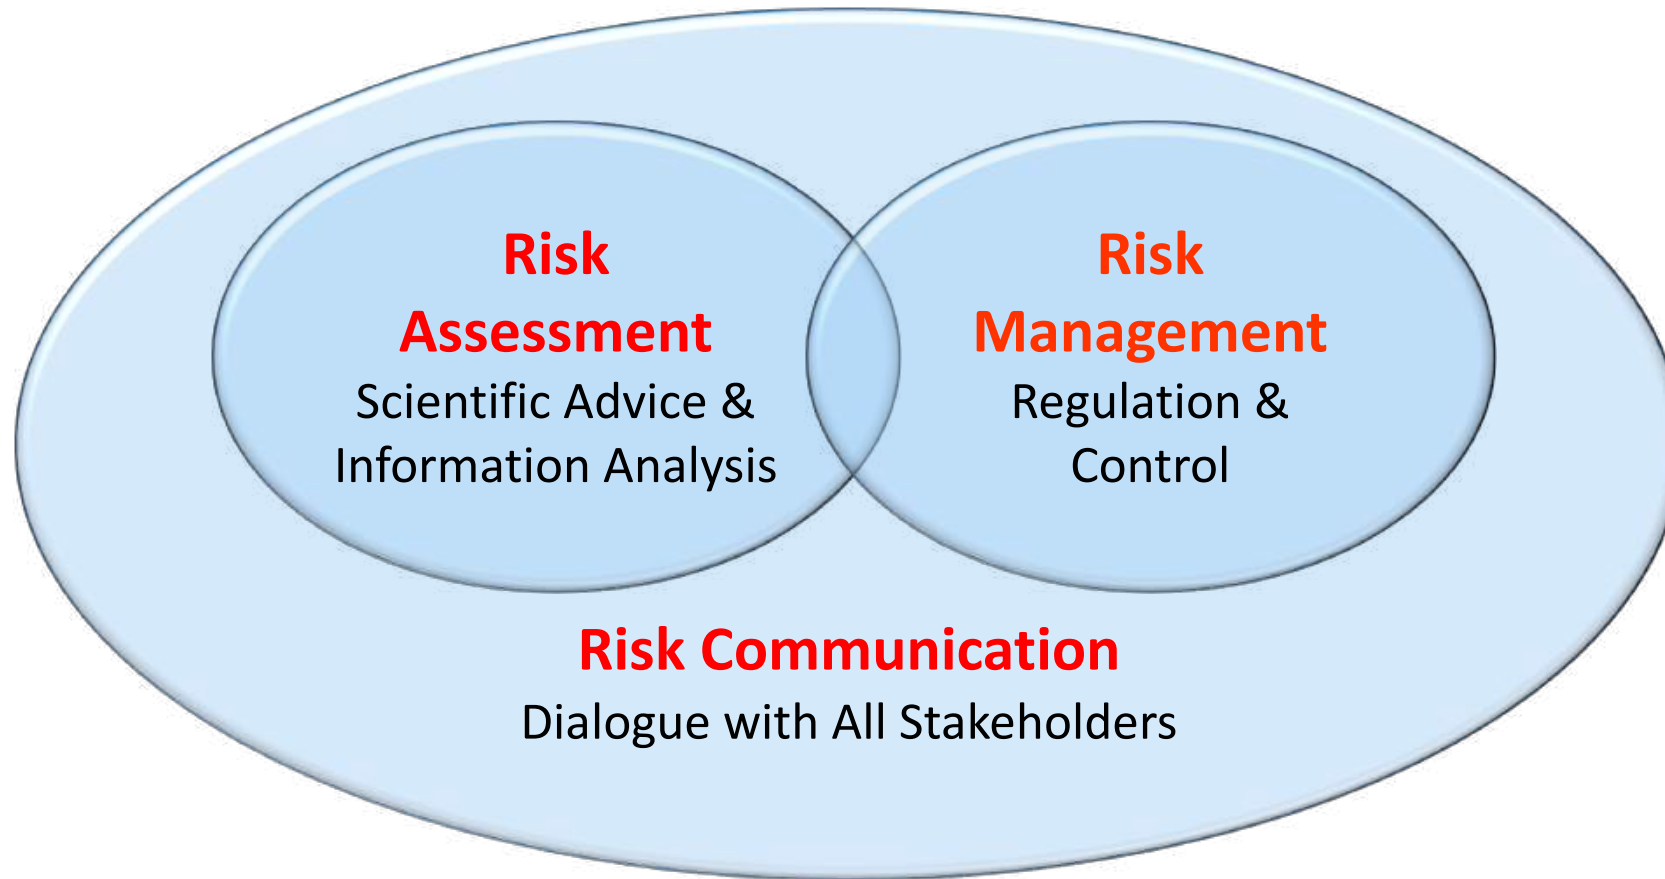 Risk
Assessment
Scientific Advice &
Information Analysis
Risk
Management
Regulation &
Control
Risk Communication
Dialogue with All Stakeholders